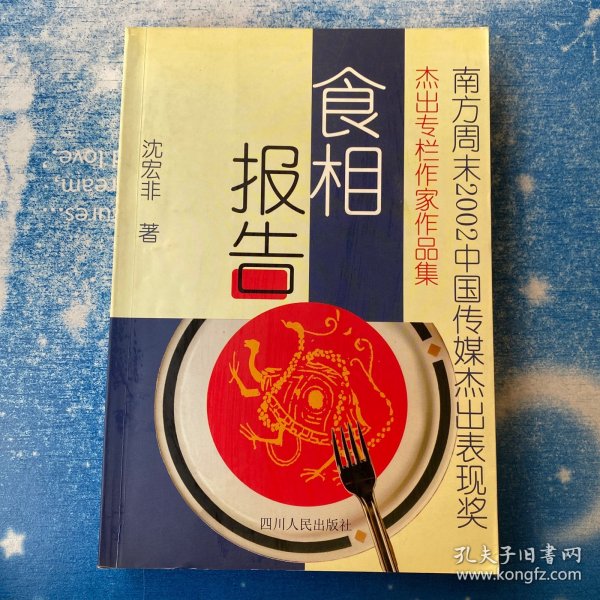 南方周末2002中国传媒杰出表现奖
杰出专栏作家作品集
食相
报告
沈宏非 著
四川人民出版社
孔夫子旧书网
www.kongfz.com